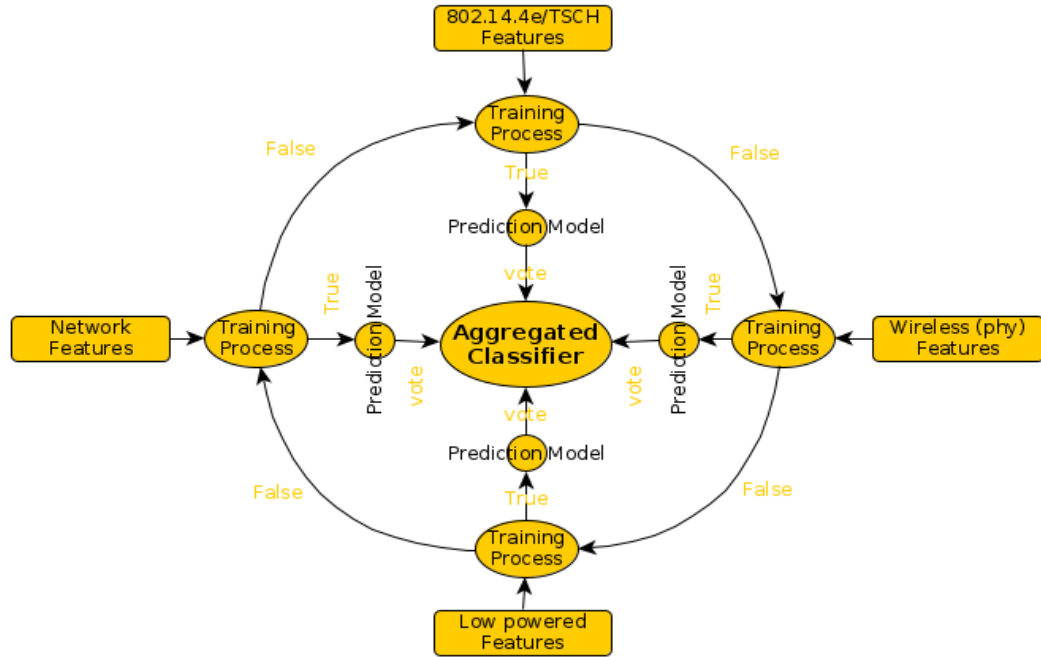 802.14.4e/TSCH
Features
Training
Process
False
False
True
Prediction Model
vote
True
Prediction Model
vote
Network
Features
Training
Process
Aggregated
Classifier
True
Prediction Model
vote
Training
Process
Wireless (phy)
Features
vote
Prediction Model
True
False
False
Training
Process
Low powered
Features